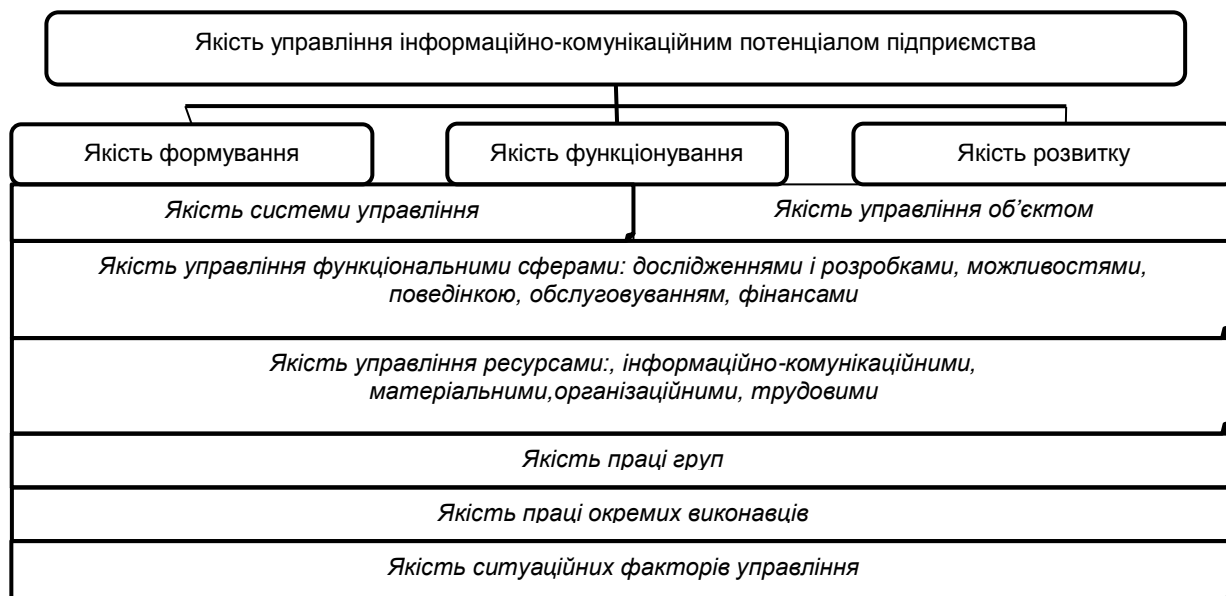 Якість управління інформаційно-комунікаційним потенціалом підприємства
Якість формування
Якість функціонування
Якість розвитку
Якість системи управління
Якість управління об’єктом
Якість управління функціональними сферами: дослідженнями і розробками, можливостями,
поведінкою, обслуговуванням, фінансами
Якість управління ресурсами:, інформаційно-комунікаційними,
матеріальними,організаційними, трудовими
Якість праці груп
Якість праці окремих виконавців
Якість ситуаційних факторів управління